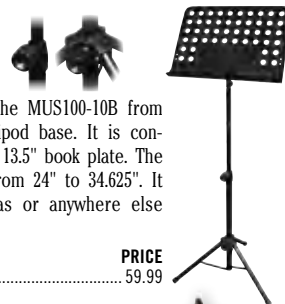 he MUS100-10B from
ipod base. It is con-
13.5" book plate. The
rom 24" to 34.625". It
as or anywhere else
PRICE
............................... 59.99